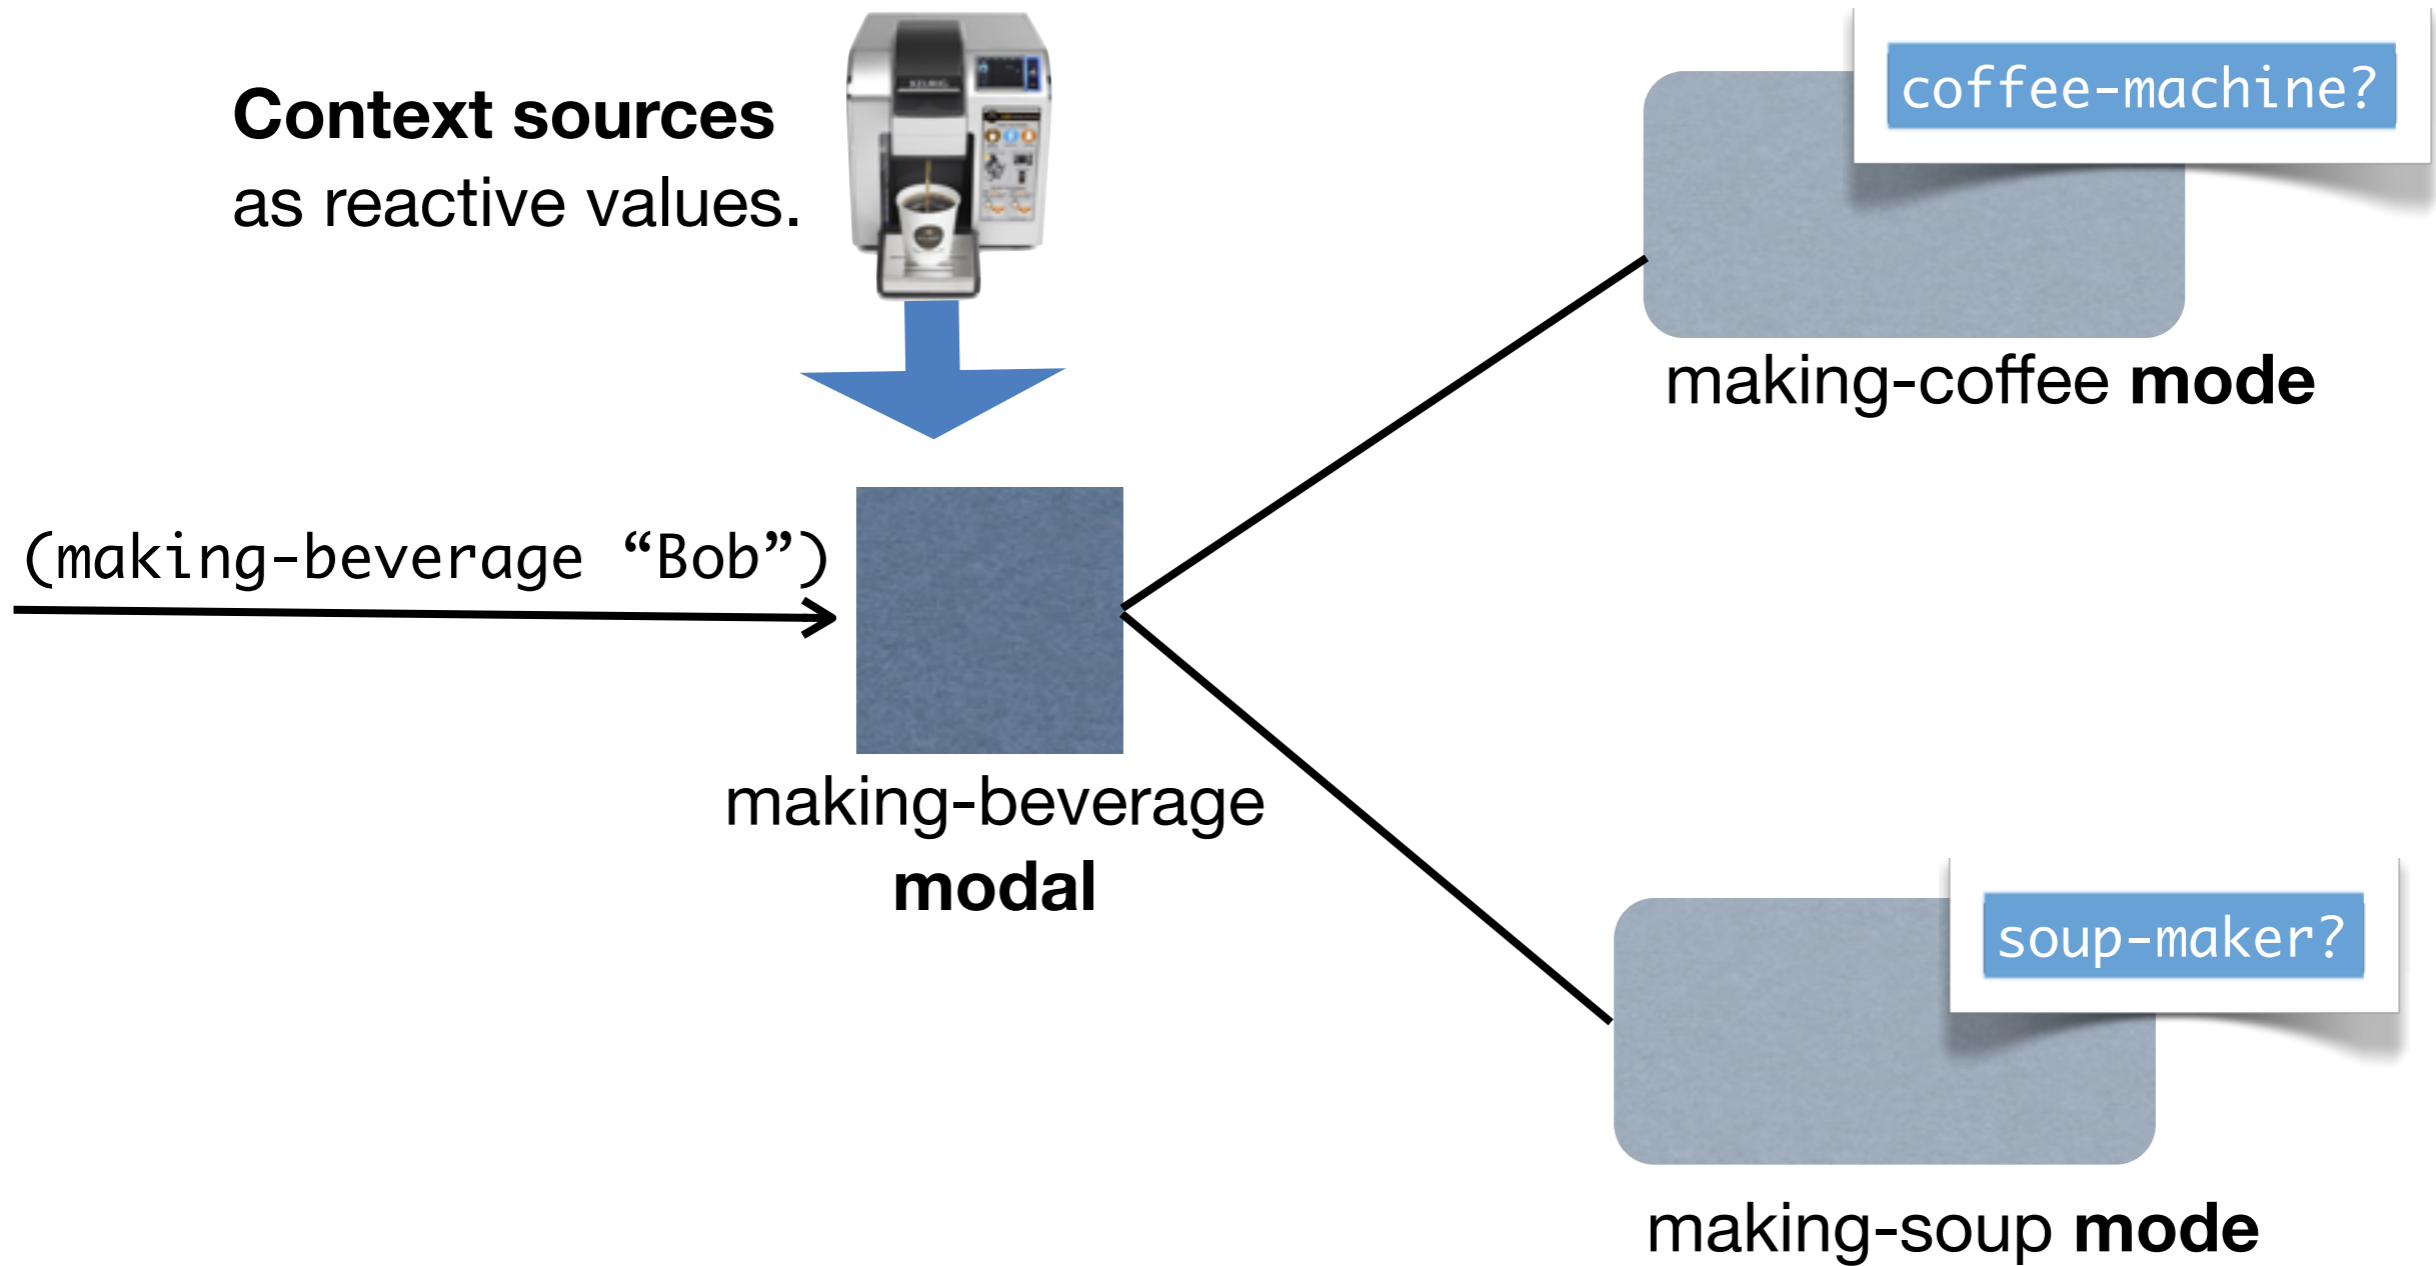 Context sources
as reactive values.
KEURIG
coffee-machine?
making-coffee mode
(making-beverage “Bob”)
making-beverage
modal
soup-maker?
making-soup mode